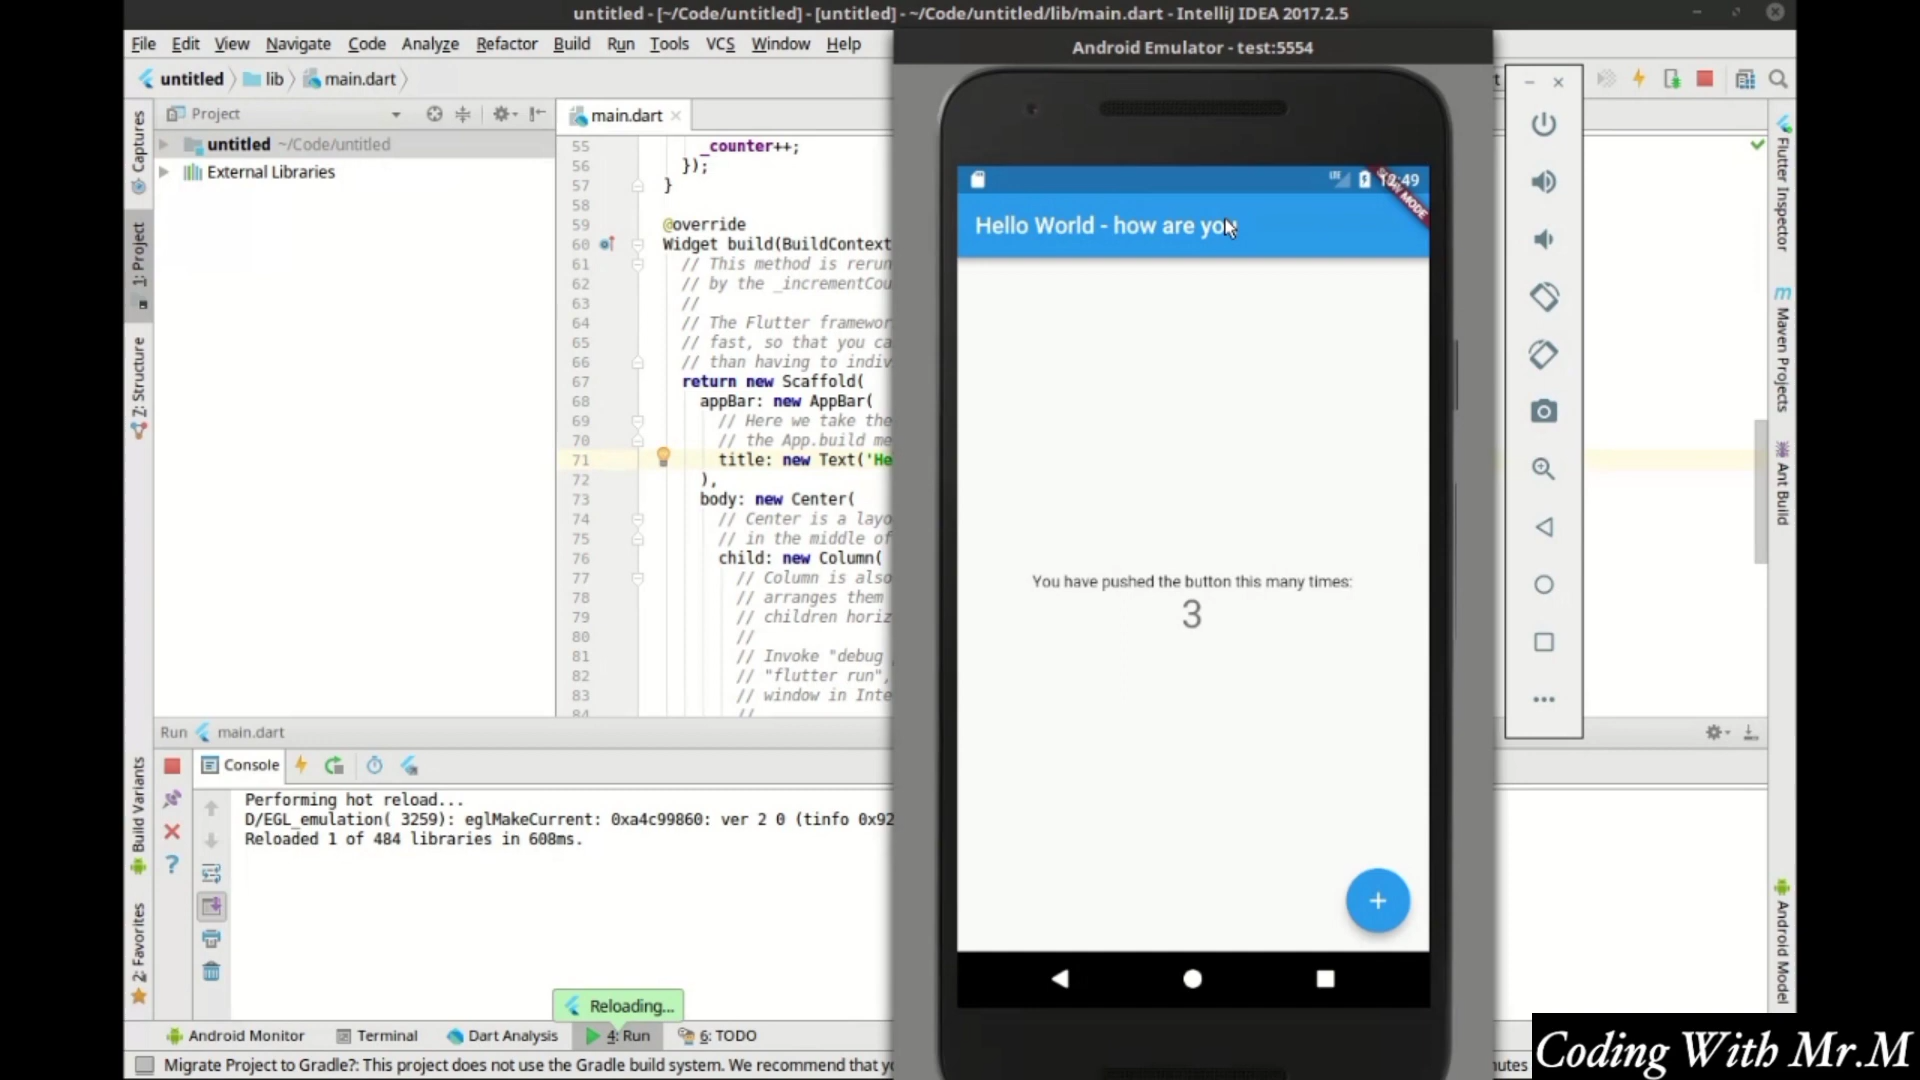 untitled - [~/Code/untitled] - [untitled] - ~/Code/untitled/lib/main.dart - IntelliJ IDEA 2017.2.5
File Edit View Navigate Code Analyze Refactor Build Run Tools VCS Window Help
Android Emulator - test:5554
untitled lib main.dart
Project
main.dart
untitled ~/Code/untitled
External Libraries
Captures
1: Project
Z: Structure
Build Variants
2: Favorites
55 _counter++;
56 });
57 }
58
59 @override
60 Widget build(BuildContext
61 // This method is rerun
62 // by the _incrementCou
63 //
64 // The Flutter framewor
65 // fast, so that you ca
66 // than having to indiv
67 return new Scaffold(
68 appBar: new AppBar(
69 // Here we take the
70 // the App.build me
71 title: new Text('He
72 ),
73 body: new Center(
74 // Center is a layo
75 // in the middle of
76 child: new Column(
77 // Column is also
78 // arranges them
79 // children horiz
80 //
81 // Invoke "debug
82 // "flutter run",
83 // window in Inte
84 //
LTE
MODE
Hello World - how are you
You have pushed the button this many times:
3
+
Flutter Inspector
Maven Projects
Ant Build
Android Model
Run main.dart
Console
Performing hot reload...
D/EGL_emulation( 3259): eglMakeCurrent: 0xa4c99860: ver 2 0 (tinfo 0x92
Reloaded 1 of 484 libraries in 608ms.
Reloading...
Android Monitor Terminal Dart Analysis 4: Run 6: TODO
Migrate Project to Gradle?: This project does not use the Gradle build system. We recommend that yo
nutes
Coding With Mr.M